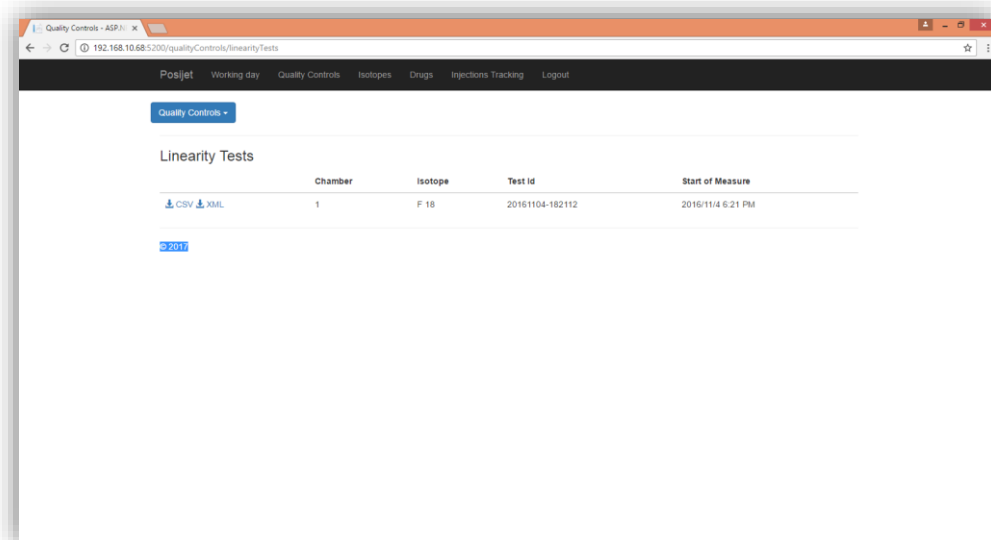 Quality Controls - ASP.N
192.168.10.68:5200/qualityControls/linearityTests
Posijet Working day Quality Controls Isotopes Drugs Injections Tracking Logout
Quality Controls
Linearity Tests
Chamber Isotope Test Id Start of Measure
CSV XML 1 F 18 20161104-182112 2016/11/4 6:21 PM
© 2017